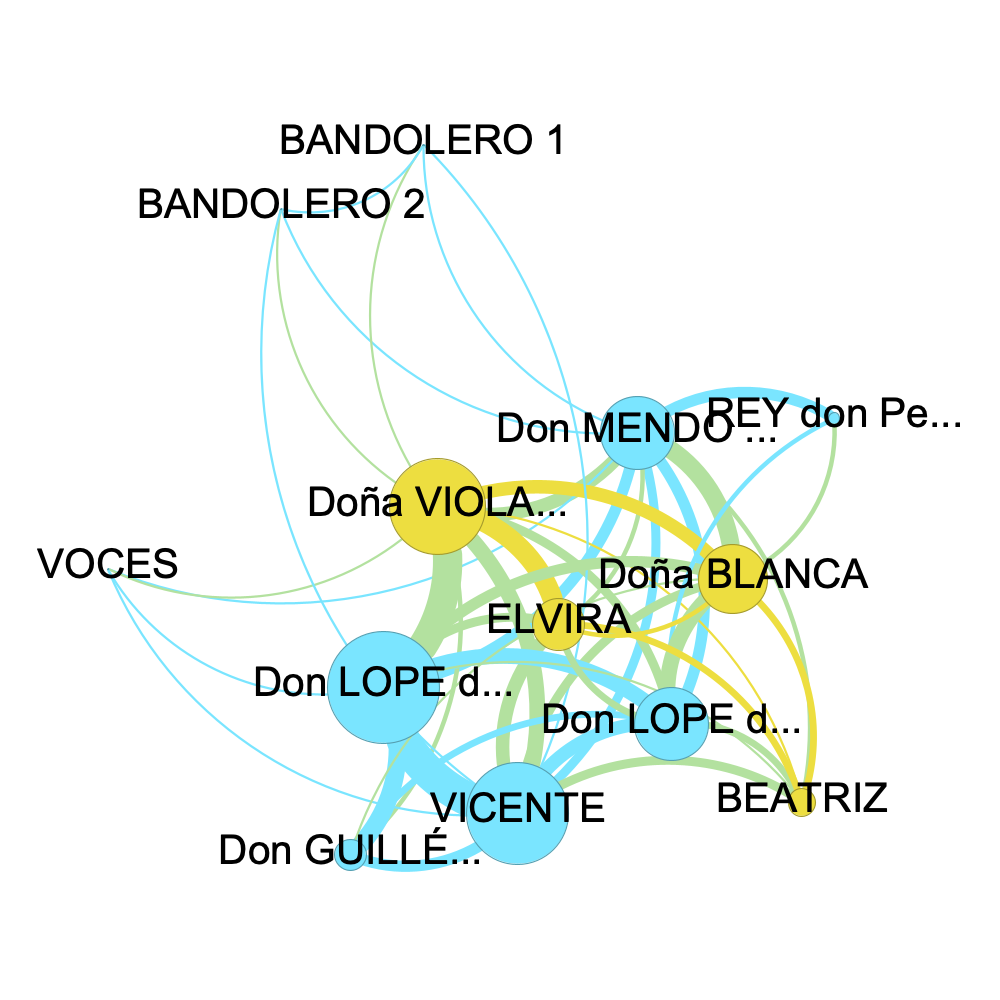 BANDOLERO 1
BANDOLERO 2
Don MENDO ...
REY don Pe...
Doña VIOLA...
VOCES
Doña BLANCA
ELVIRA
Don LOPE d...
Don LOPE d...
BEATRIZ
VICENTE
Don GUILLÉ...